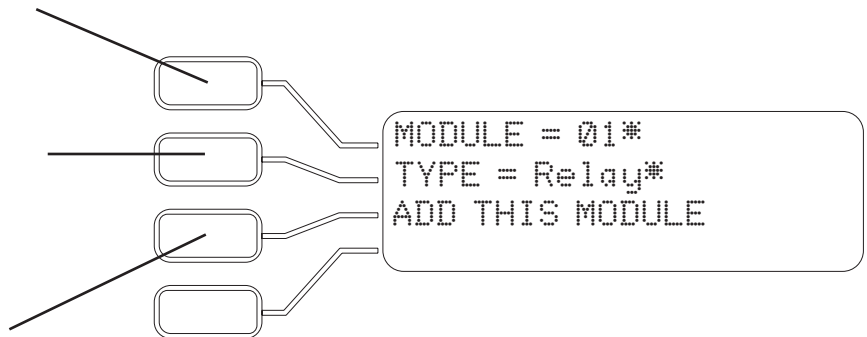 MODULE = 01*
TYPE = Relay*
ADD THIS MODULE